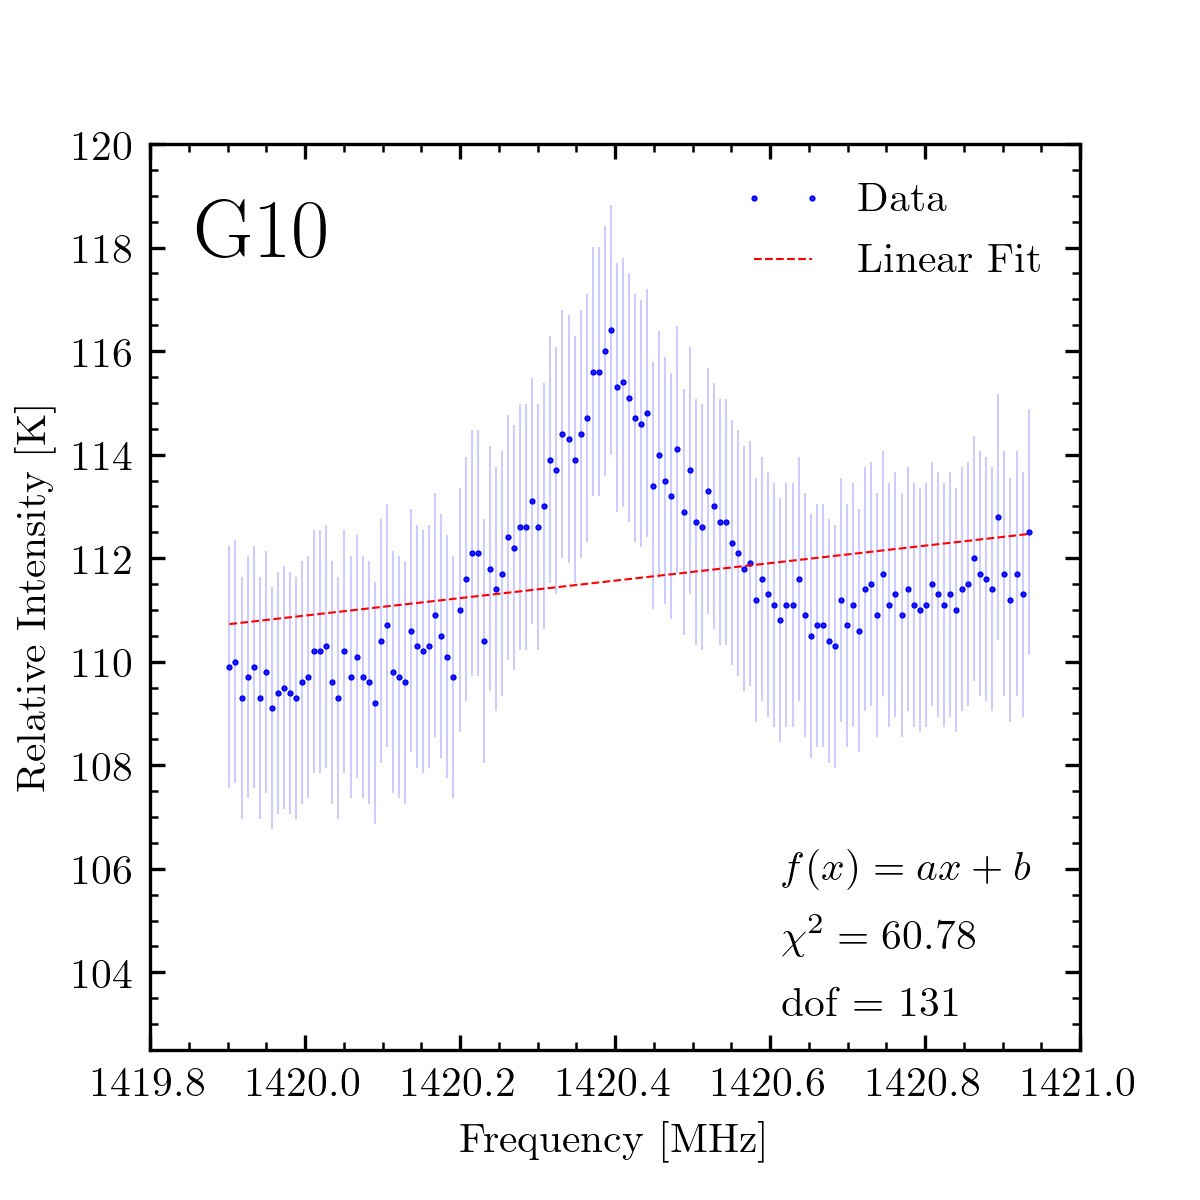 G10
Data
Linear Fit
120
118
116
114
112
110
108
106
104
Relative Intensity [K]
f(x) = ax + b
χ² = 60.78
dof = 131
1419.8 1420.0 1420.2 1420.4 1420.6 1420.8 1421.0
Frequency [MHz]